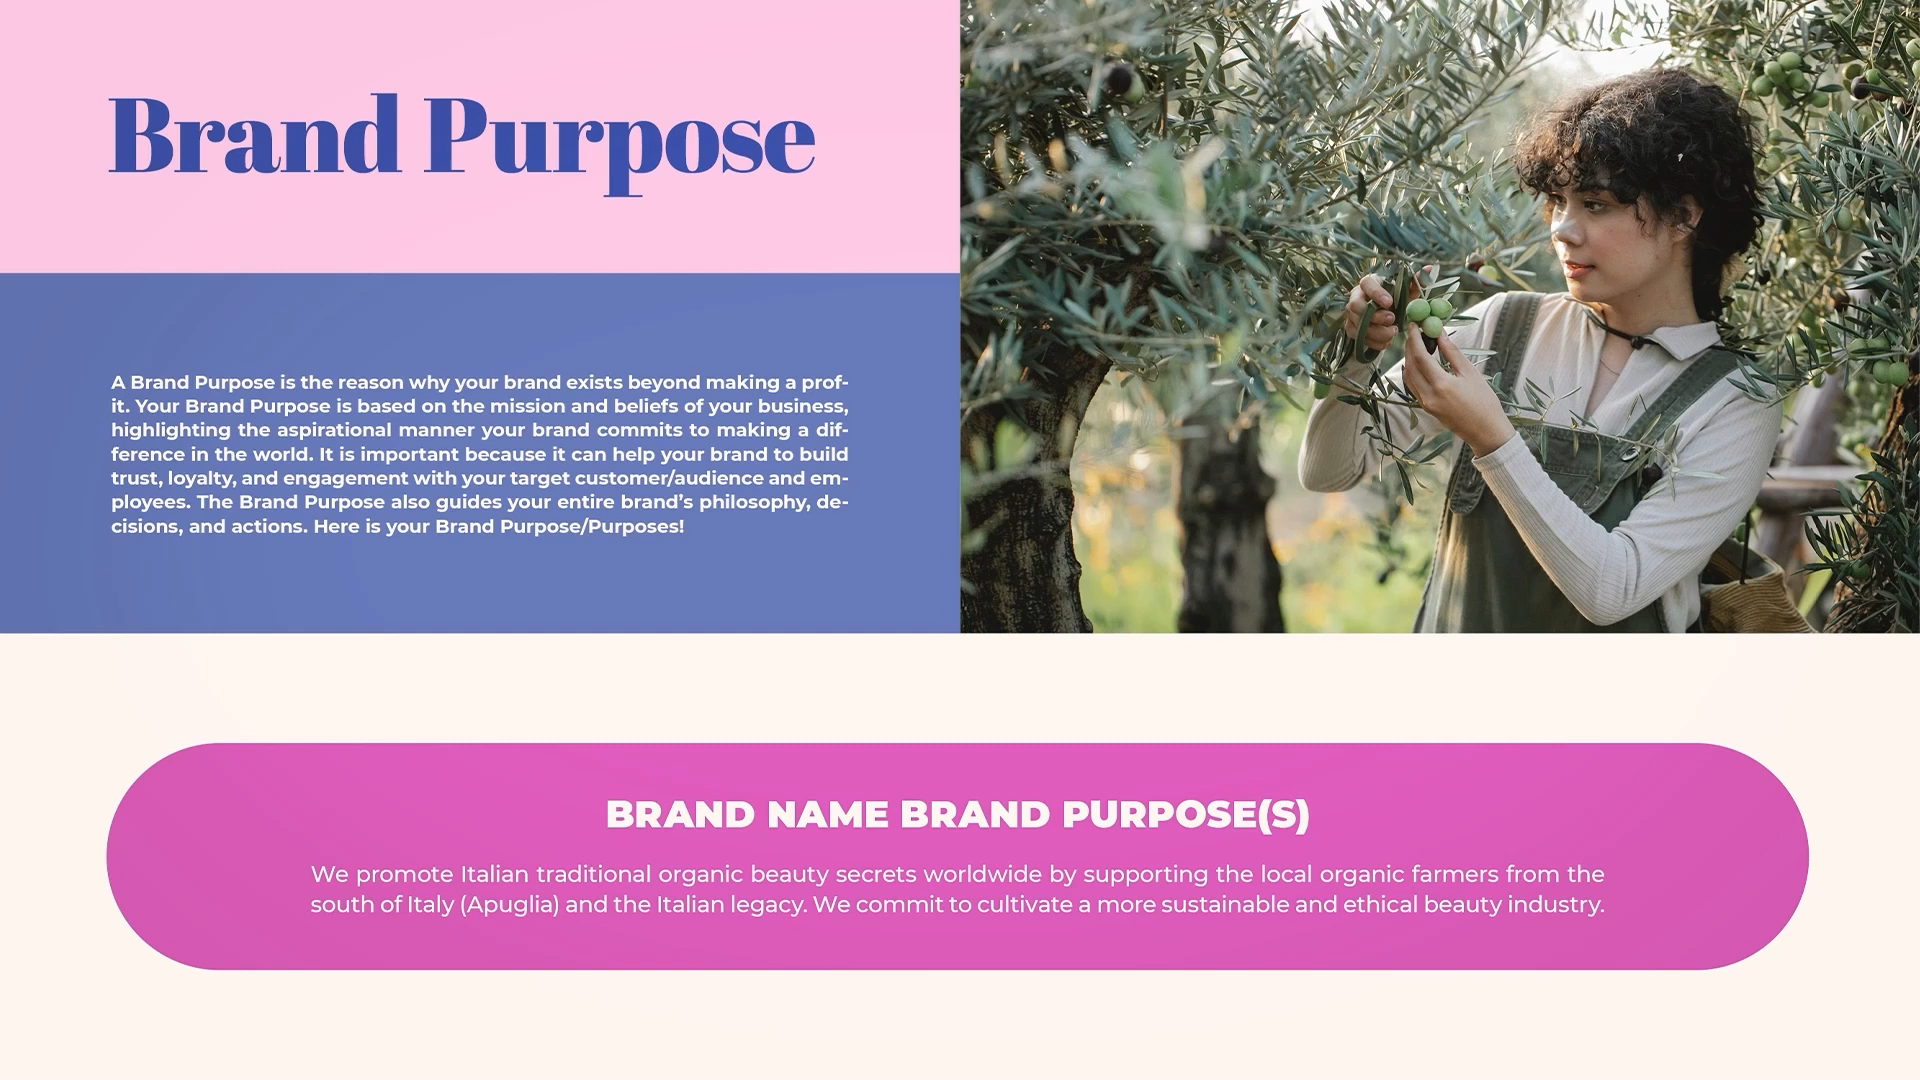 Brand Purpose
A Brand Purpose is the reason why your brand exists beyond making a prof-
it. Your Brand Purpose is based on the mission and beliefs of your business,
highlighting the aspirational manner your brand commits to making a dif-
ference in the world. It is important because it can help your brand to build
trust, loyalty, and engagement with your target customer/audience and em-
ployees. The Brand Purpose also guides your entire brand’s philosophy, de-
cisions, and actions. Here is your Brand Purpose/Purposes!
BRAND NAME BRAND PURPOSE(S)
We promote Italian traditional organic beauty secrets worldwide by supporting the local organic farmers from the
south of Italy (Apuglia) and the Italian legacy. We commit to cultivate a more sustainable and ethical beauty industry.